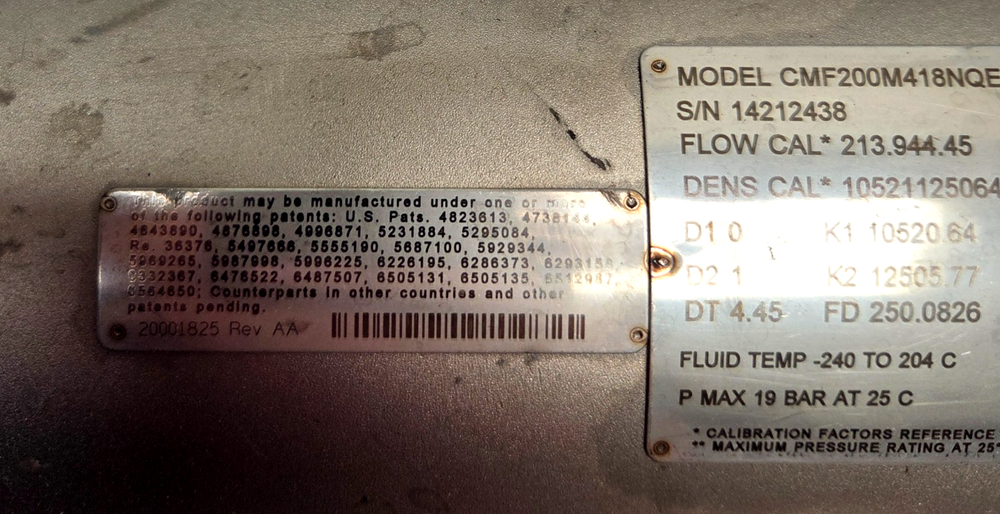 This product may be manufactured under one or more
of the following patents: U.S. Pats. 4823613,
4843890, 4876898, 4996871, 5231884, 5295084,
Re. 36376, 5497666, 5555190, 5687100, 5929344,
5969265, 5987998, 5996225, 6226195, 6286373,
6332367, 6476522, 6487507, 6505131, 6505135, 6512987,
6564650; Counterparts in other countries and other
patents pending.
20001825 Rev AA
MODEL CMF200M418NQE
S/N 14212438
FLOW CAL* 213.944.45
DENS CAL* 10521125064
D1 0 K1 10520.64
D2 1 K2 12505.77
DT 4.45 FD 250.0826
FLUID TEMP -240 TO 204 C
P MAX 19 BAR AT 25 C
* CALIBRATION FACTORS REFERENCE
** MAXIMUM PRESSURE RATING AT 25°